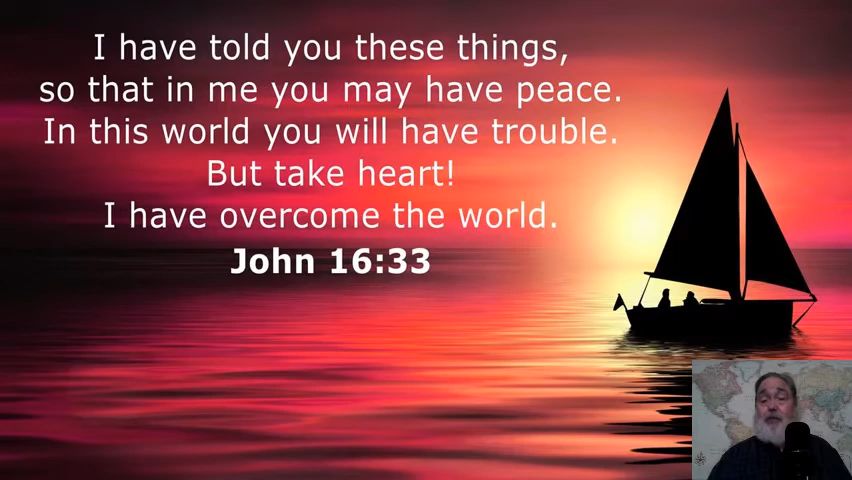 I have told you these things,
so that in me you may have peace.
In this world you will have trouble.
But take heart!
I have overcome the world.
John 16:33